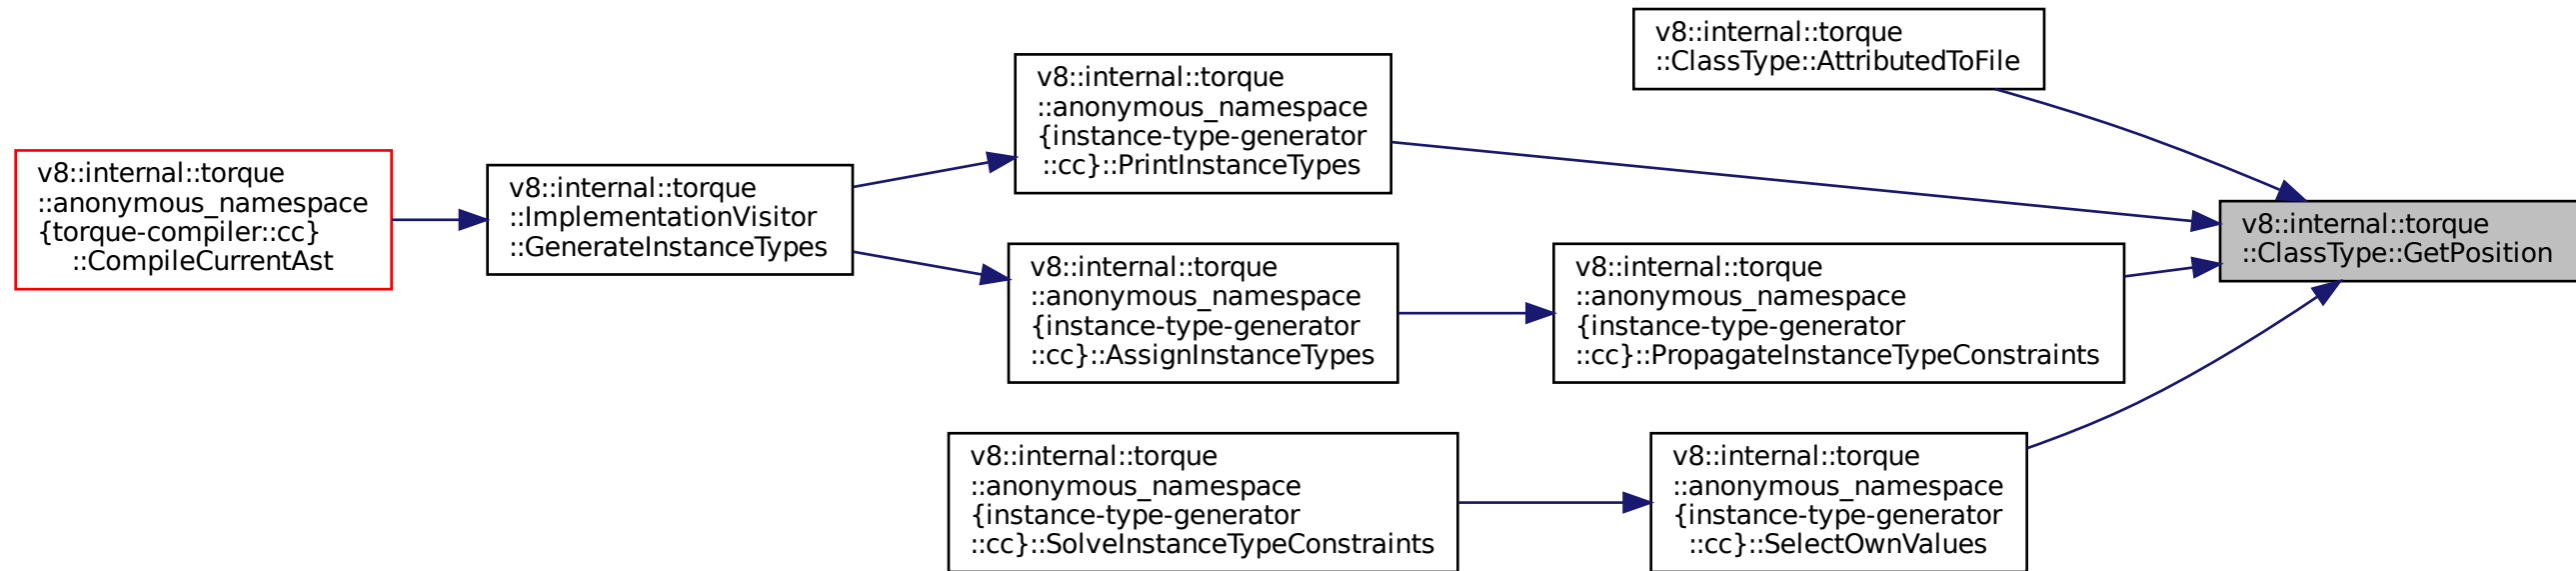 v8::internal::torque
::ClassType::AttributedToFile
v8::internal::torque
::anonymous_namespace
{instance-type-generator
::cc}::PrintInstanceTypes
v8::internal::torque
::anonymous_namespace
{torque-compiler::cc}
::CompileCurrentAst
v8::internal::torque
::ImplementationVisitor
::GenerateInstanceTypes
v8::internal::torque
::ClassType::GetPosition
v8::internal::torque
::anonymous_namespace
{instance-type-generator
::cc}::AssignInstanceTypes
v8::internal::torque
::anonymous_namespace
{instance-type-generator
::cc}::PropagateInstanceTypeConstraints
v8::internal::torque
::anonymous_namespace
{instance-type-generator
::cc}::SolveInstanceTypeConstraints
v8::internal::torque
::anonymous_namespace
{instance-type-generator
::cc}::SelectOwnValues